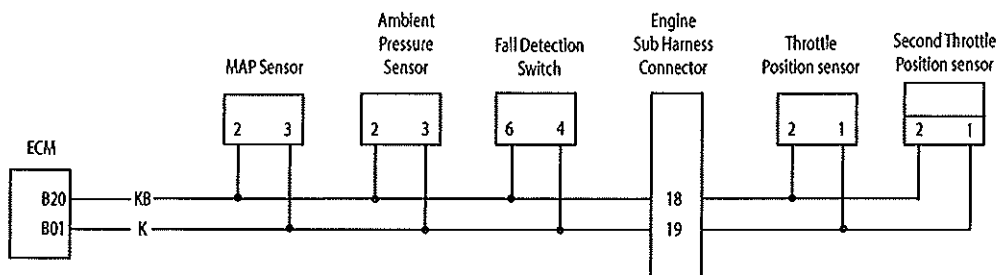 Ambient
Pressure
Sensor
Engine
Sub Harness
Connector
MAP Sensor
Fall Detection
Switch
Throttle
Position sensor
Second Throttle
Position sensor
2 3
2 3
6 4
2 1
2 1
ECM
B20 KB 18
B01 K 19